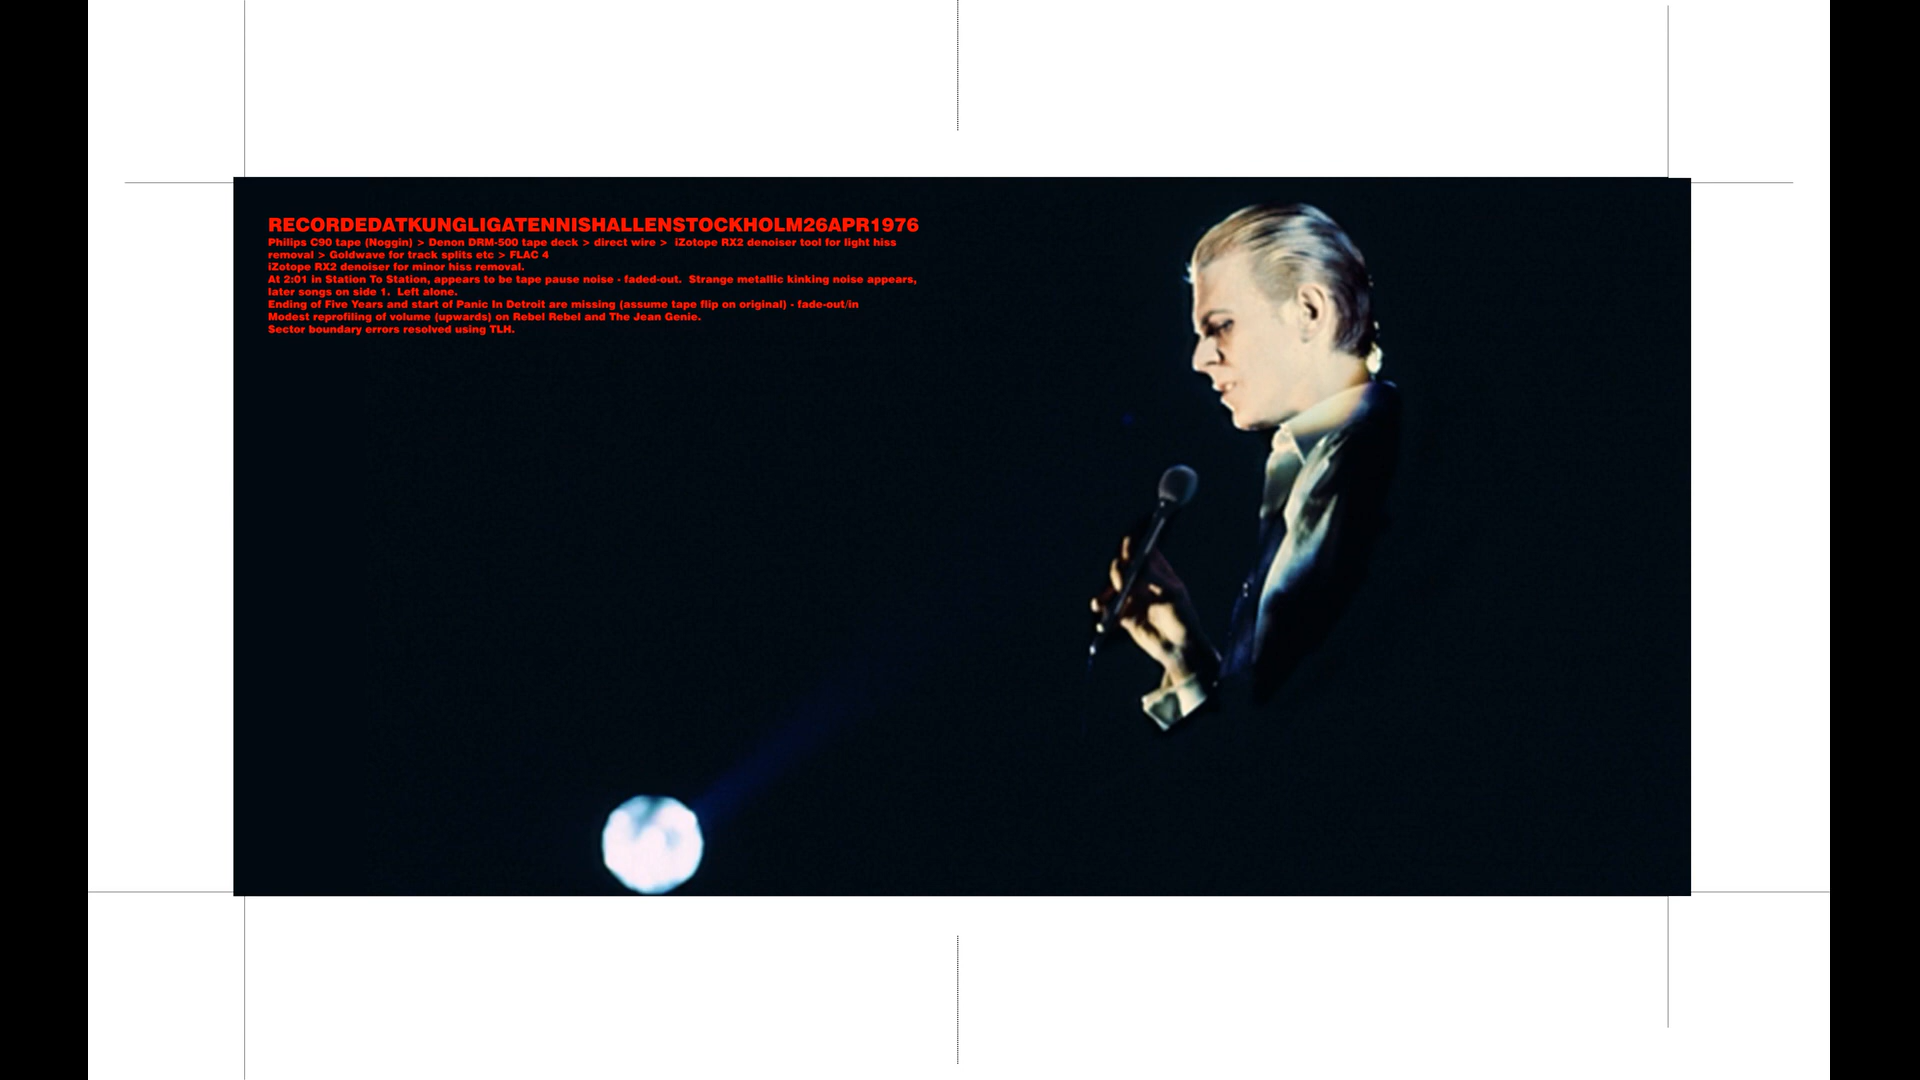 RECORDEDATKUNGLIGATENNISHALLENSTOCKHOLM26APR1976
Philips C90 tape (Noggin) > Denon DRM-500 tape deck > direct wire >  iZotope RX2 denoiser tool for light hiss
removal > Goldwave for track splits etc > FLAC 4
iZotope RX2 denoiser for minor hiss removal.
At 2:01 in Station To Station, appears to be tape pause noise - faded-out.  Strange metallic kinking noise appears,
later songs on side 1.  Left alone.
Ending of Five Years and start of Panic In Detroit are missing (assume tape flip on original) - fade-out/in
Modest reprofiling of volume (upwards) on Rebel Rebel and The Jean Genie.
Sector boundary errors resolved using TLH.